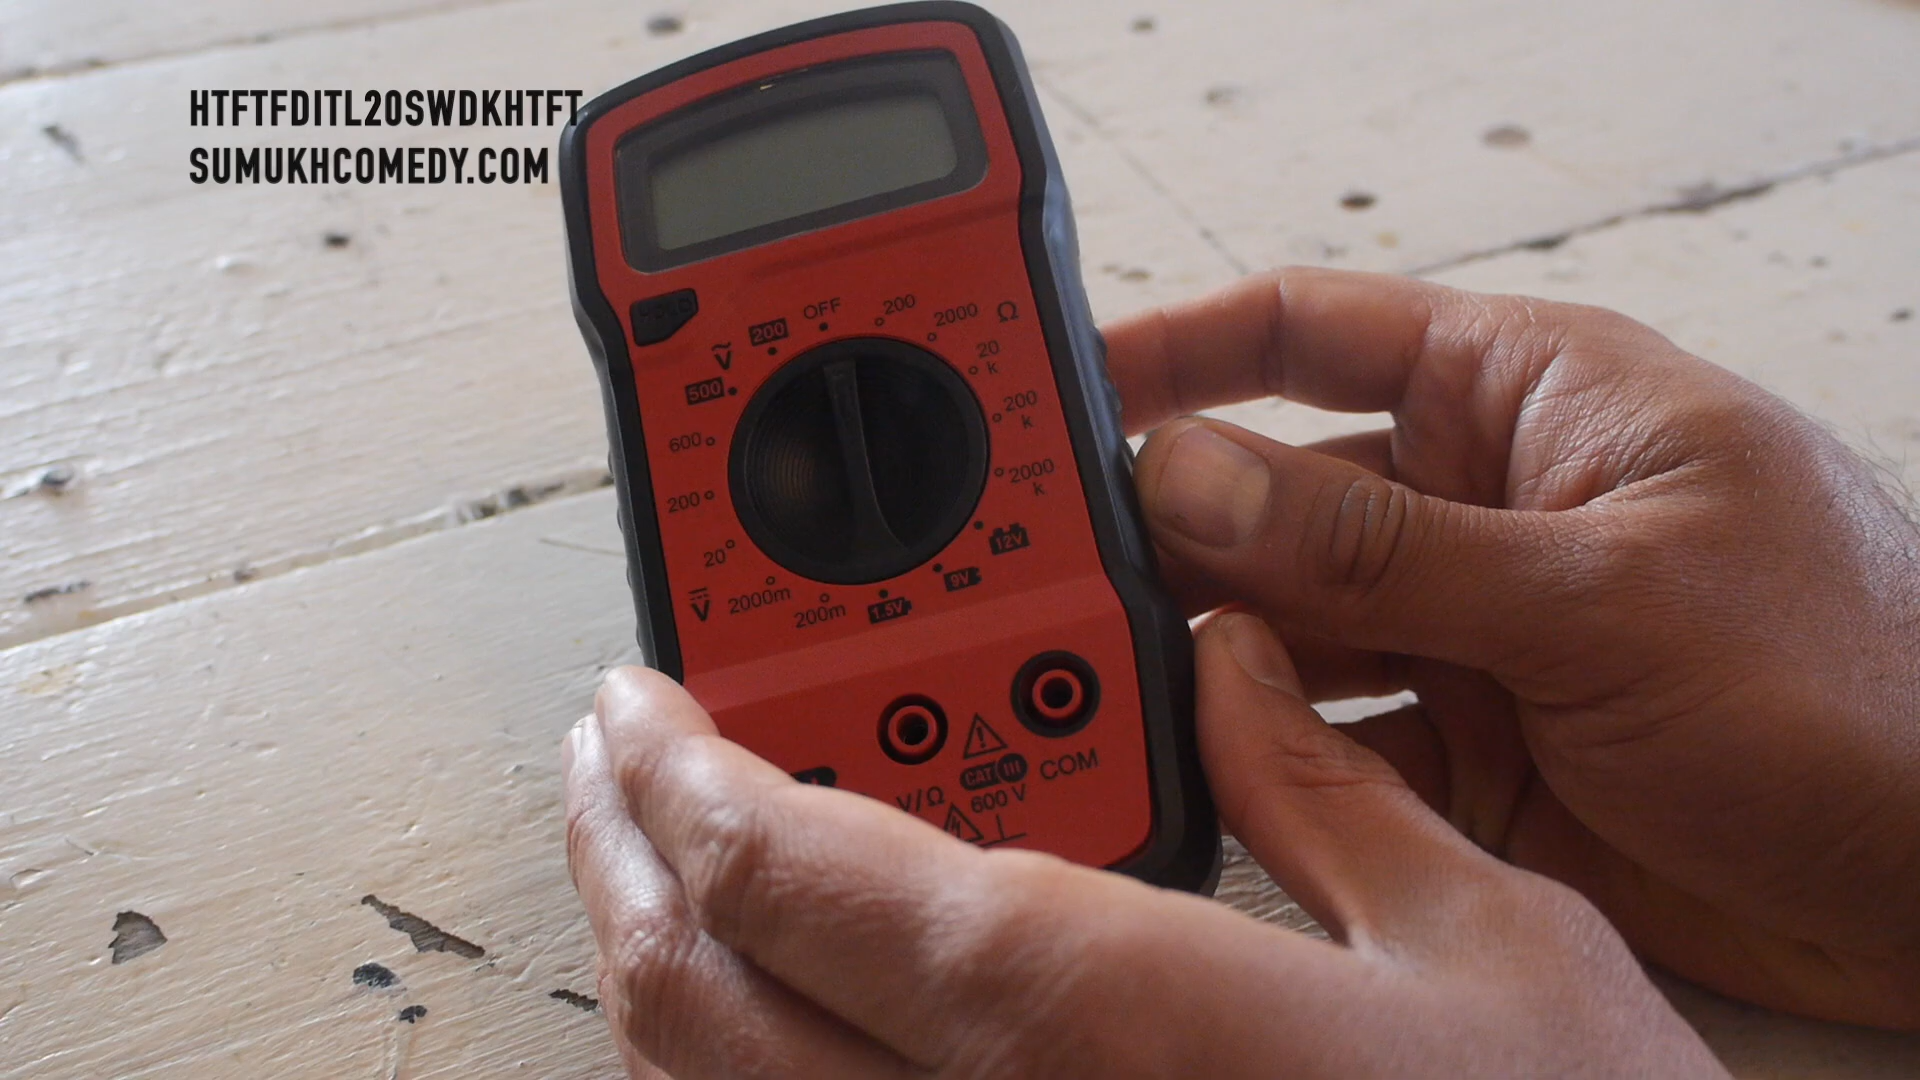 HTFTFDITL20SWDKHTFT
SUMUKHCOMEDY.COM
HOLD
OFF
200
2000
Ω
20
k
200
k
2000
k
12V
9V
1.5V
200m
2000m
V
20
200
600
500
V
200
COM
V/Ω
CAT III
600 V